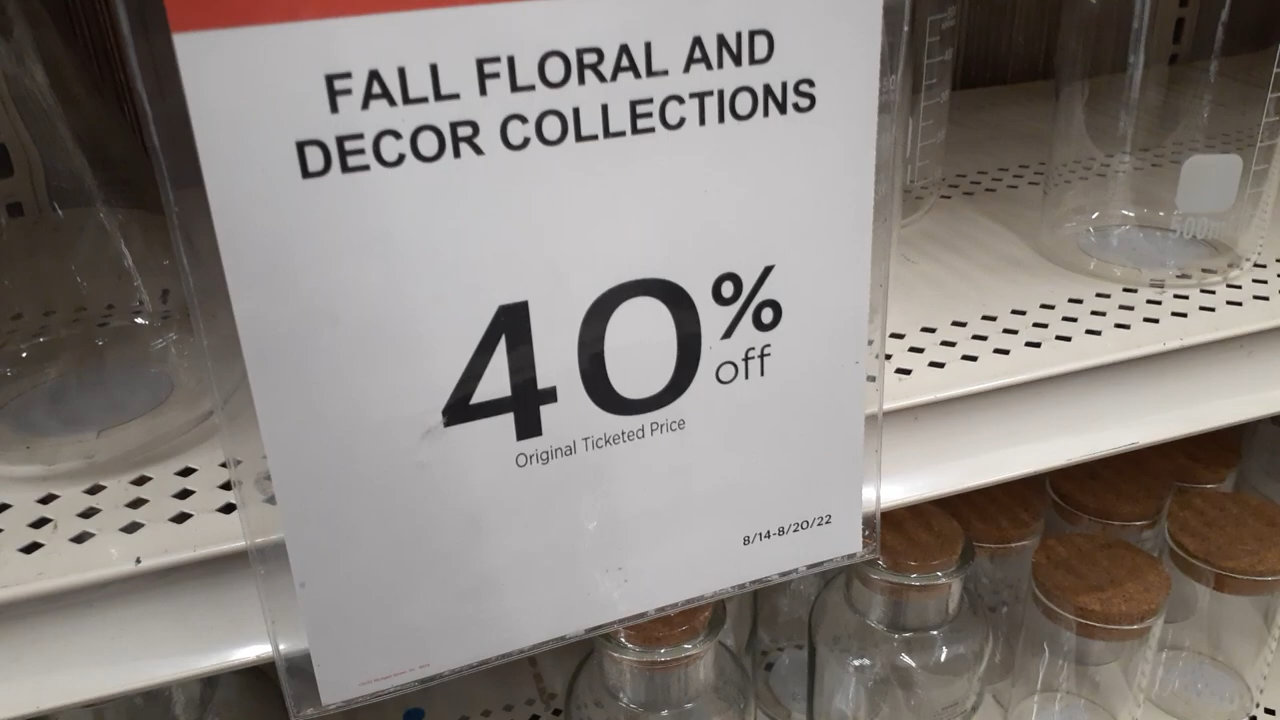 FALL FLORAL AND
DECOR COLLECTIONS
40%
off
Original Ticketed Price
8/14-8/20/22